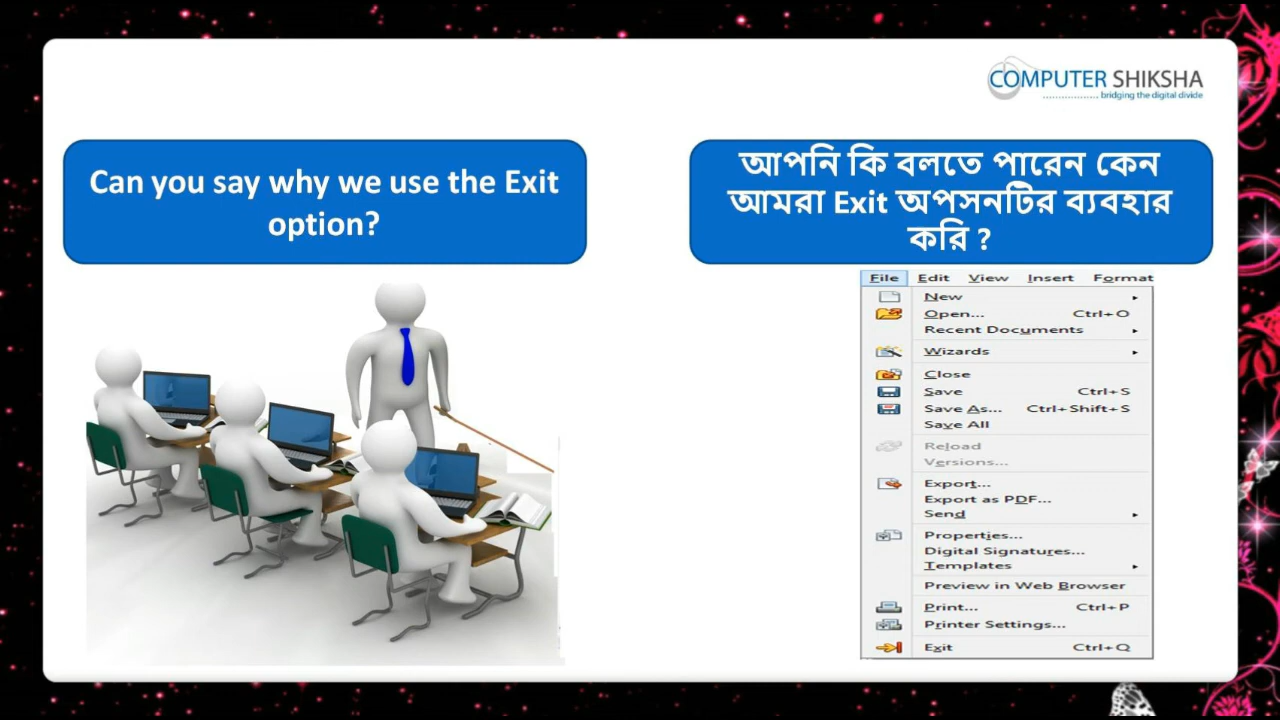 COMPUTER SHIKSHA
bridging the digital divide
Can you say why we use the Exit
option?
আপনি কি বলতে পারেন কেন
আমরা Exit অপসনটির ব্যবহার
করি ?
File Edit View Insert Format
New
Open... Ctrl+O
Recent Documents
Wizards
Close
Save Ctrl+S
Save As... Ctrl+Shift+S
Save All
Reload
Versions...
Export...
Export as PDF...
Send
Properties...
Digital Signatures...
Templates
Preview in Web Browser
Print... Ctrl+P
Printer Settings...
Exit Ctrl+Q